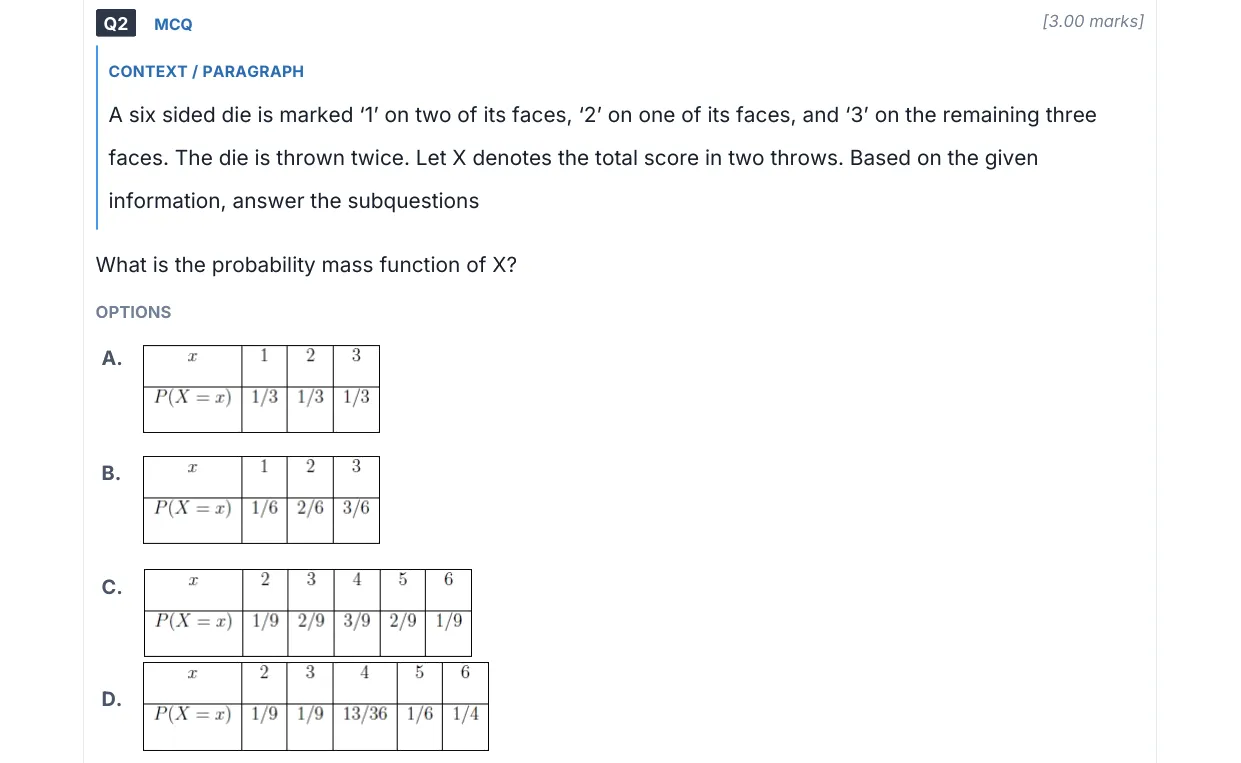 Q2 MCQ [3.00 marks]
CONTEXT / PARAGRAPH
A six sided die is marked ‘1’ on two of its faces, ‘2’ on one of its faces, and ‘3’ on the remaining three
faces. The die is thrown twice. Let X denotes the total score in two throws. Based on the given
information, answer the subquestions
What is the probability mass function of X?
OPTIONS
A. x 1 2 3
P(X = x) 1/3 1/3 1/3
B. x 1 2 3
P(X = x) 1/6 2/6 3/6
C. x 2 3 4 5 6
P(X = x) 1/9 2/9 3/9 2/9 1/9
D. x 2 3 4 5 6
P(X = x) 1/9 1/9 13/36 1/6 1/4